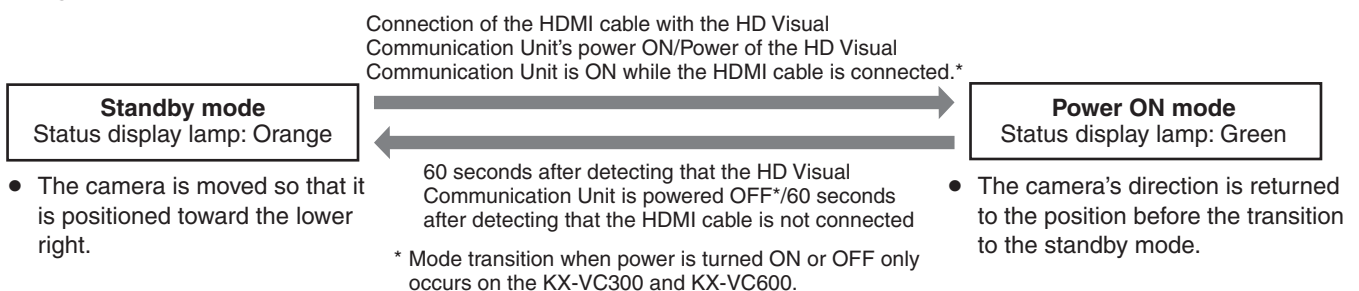 Connection of the HDMI cable with the HD Visual
Communication Unit's power ON/Power of the HD Visual
Communication Unit is ON while the HDMI cable is connected.*
Standby mode
Status display lamp: Orange
Power ON mode
Status display lamp: Green
● The camera is moved so that it
is positioned toward the lower
right.
60 seconds after detecting that the HD Visual
Communication Unit is powered OFF*/60 seconds
after detecting that the HDMI cable is not connected
* Mode transition when power is turned ON or OFF only
occurs on the KX-VC300 and KX-VC600.
● The camera's direction is returned
to the position before the transition
to the standby mode.